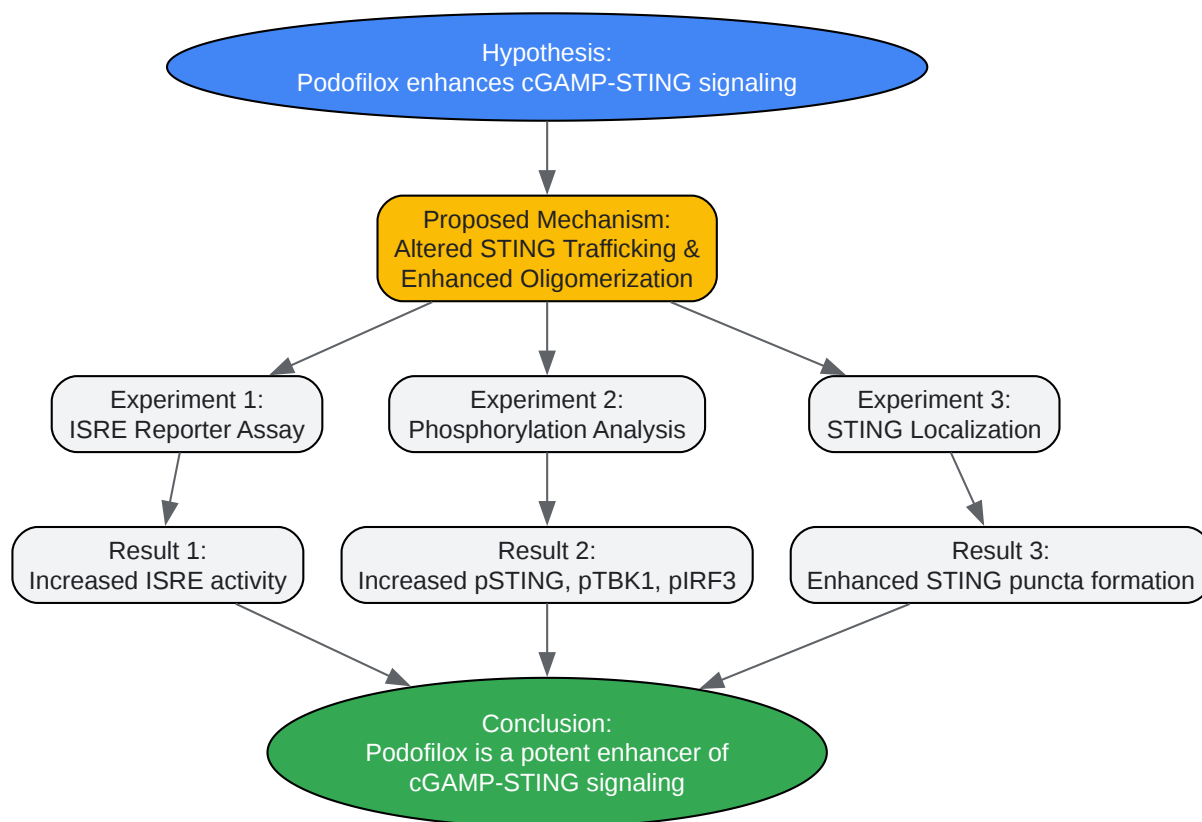 Hypothesis:
Podofilox enhances cGAMP-STING signaling
Proposed Mechanism:
Altered STING Trafficking &
Enhanced Oligomerization
Experiment 1:
ISRE Reporter Assay
Experiment 2:
Phosphorylation Analysis
Experiment 3:
STING Localization
Result 1:
Increased ISRE activity
Result 2:
Increased pSTING, pTBK1, pIRF3
Result 3:
Enhanced STING puncta formation
Conclusion:
Podofilox is a potent enhancer of
cGAMP-STING signaling